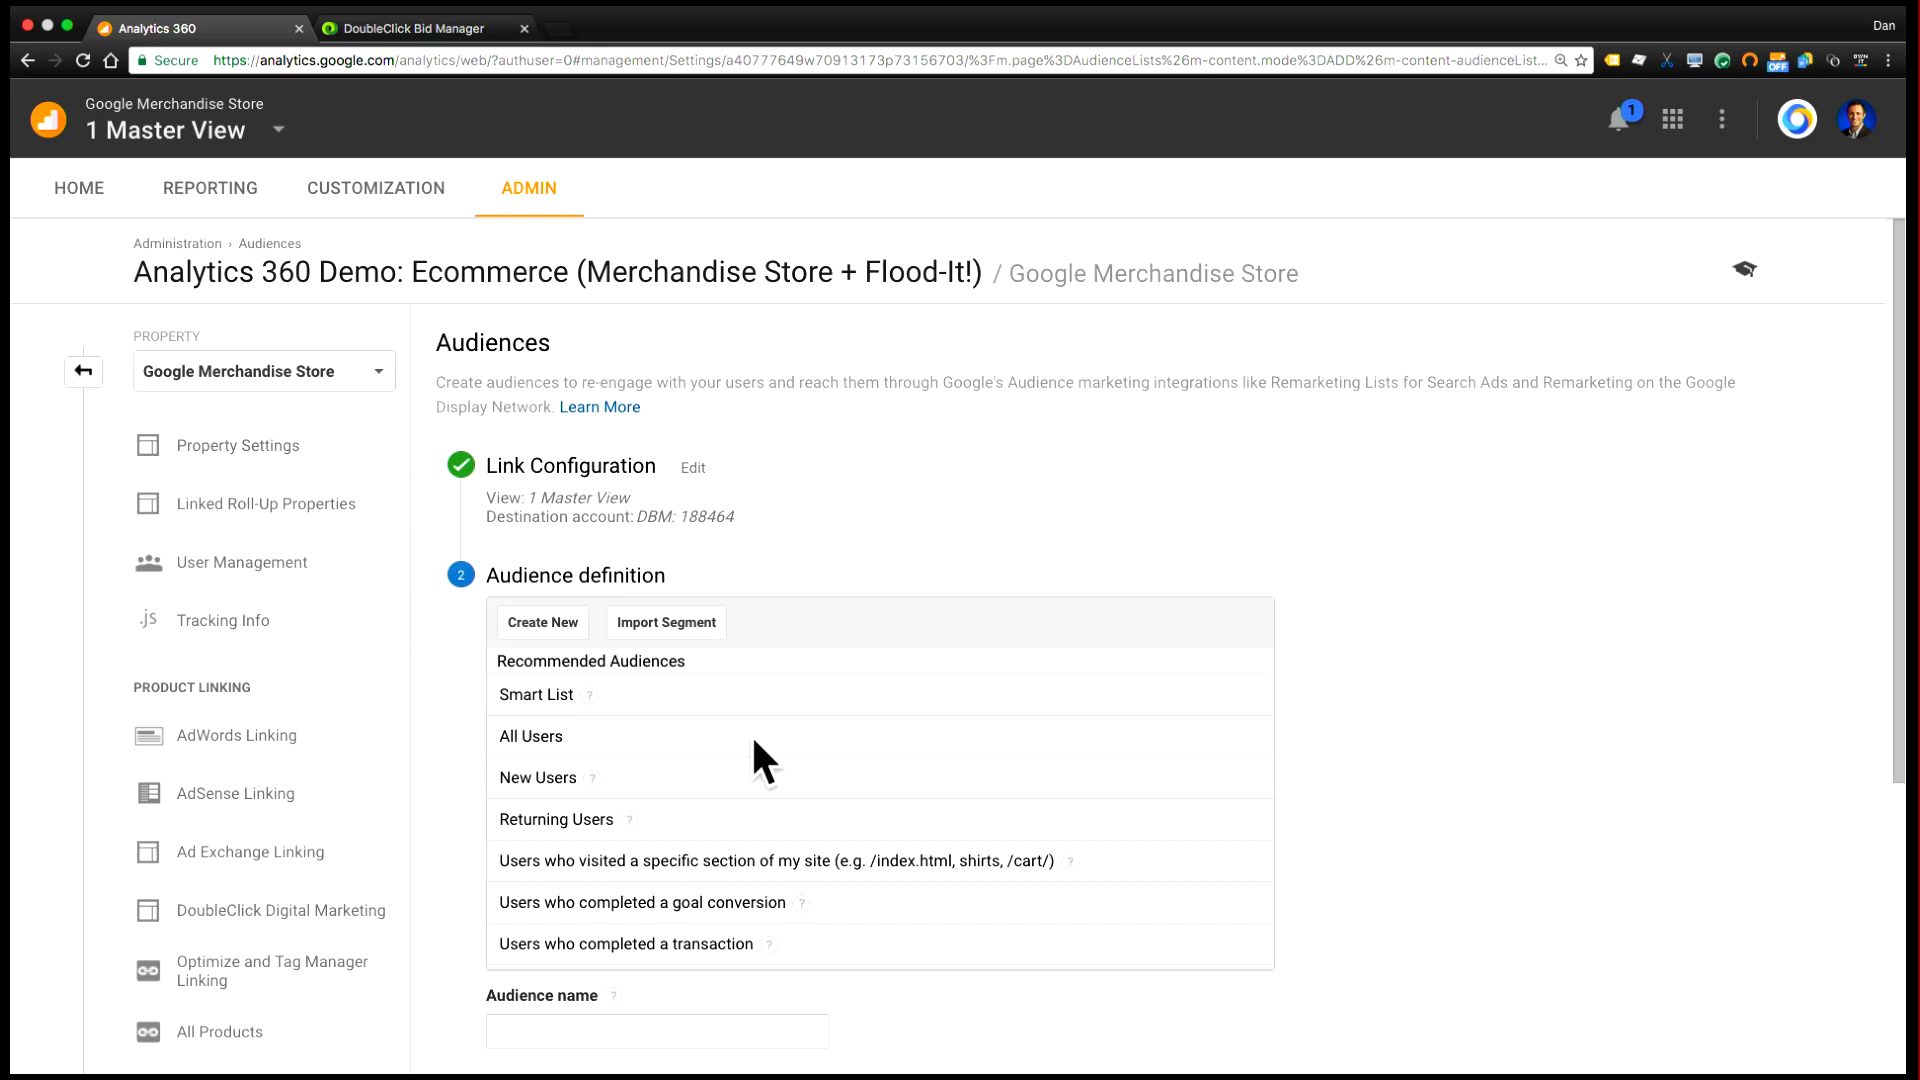 Analytics 360
DoubleClick Bid Manager
Dan
Secure https://analytics.google.com/analytics/web/?authuser=0#management/Settings/a40777649w70913173p73156703/%3Fm.page%3DAudienceLists%26m-content.mode%3DADD%26m-content-audienceList...
OFF
Google Merchandise Store
1 Master View
1
HOME REPORTING CUSTOMIZATION ADMIN
Administration › Audiences
Analytics 360 Demo: Ecommerce (Merchandise Store + Flood-It!) / Google Merchandise Store
PROPERTY
Google Merchandise Store
Property Settings
Linked Roll-Up Properties
User Management
.js Tracking Info
PRODUCT LINKING
AdWords Linking
AdSense Linking
Ad Exchange Linking
DoubleClick Digital Marketing
Optimize and Tag Manager
Linking
All Products
Audiences
Create audiences to re-engage with your users and reach them through Google's Audience marketing integrations like Remarketing Lists for Search Ads and Remarketing on the Google
Display Network. Learn More
Link Configuration Edit
View: 1 Master View
Destination account: DBM: 188464
2 Audience definition
Create New Import Segment
Recommended Audiences
Smart List ?
All Users
New Users ?
Returning Users ?
Users who visited a specific section of my site (e.g. /index.html, shirts, /cart/) ?
Users who completed a goal conversion ?
Users who completed a transaction ?
Audience name ?